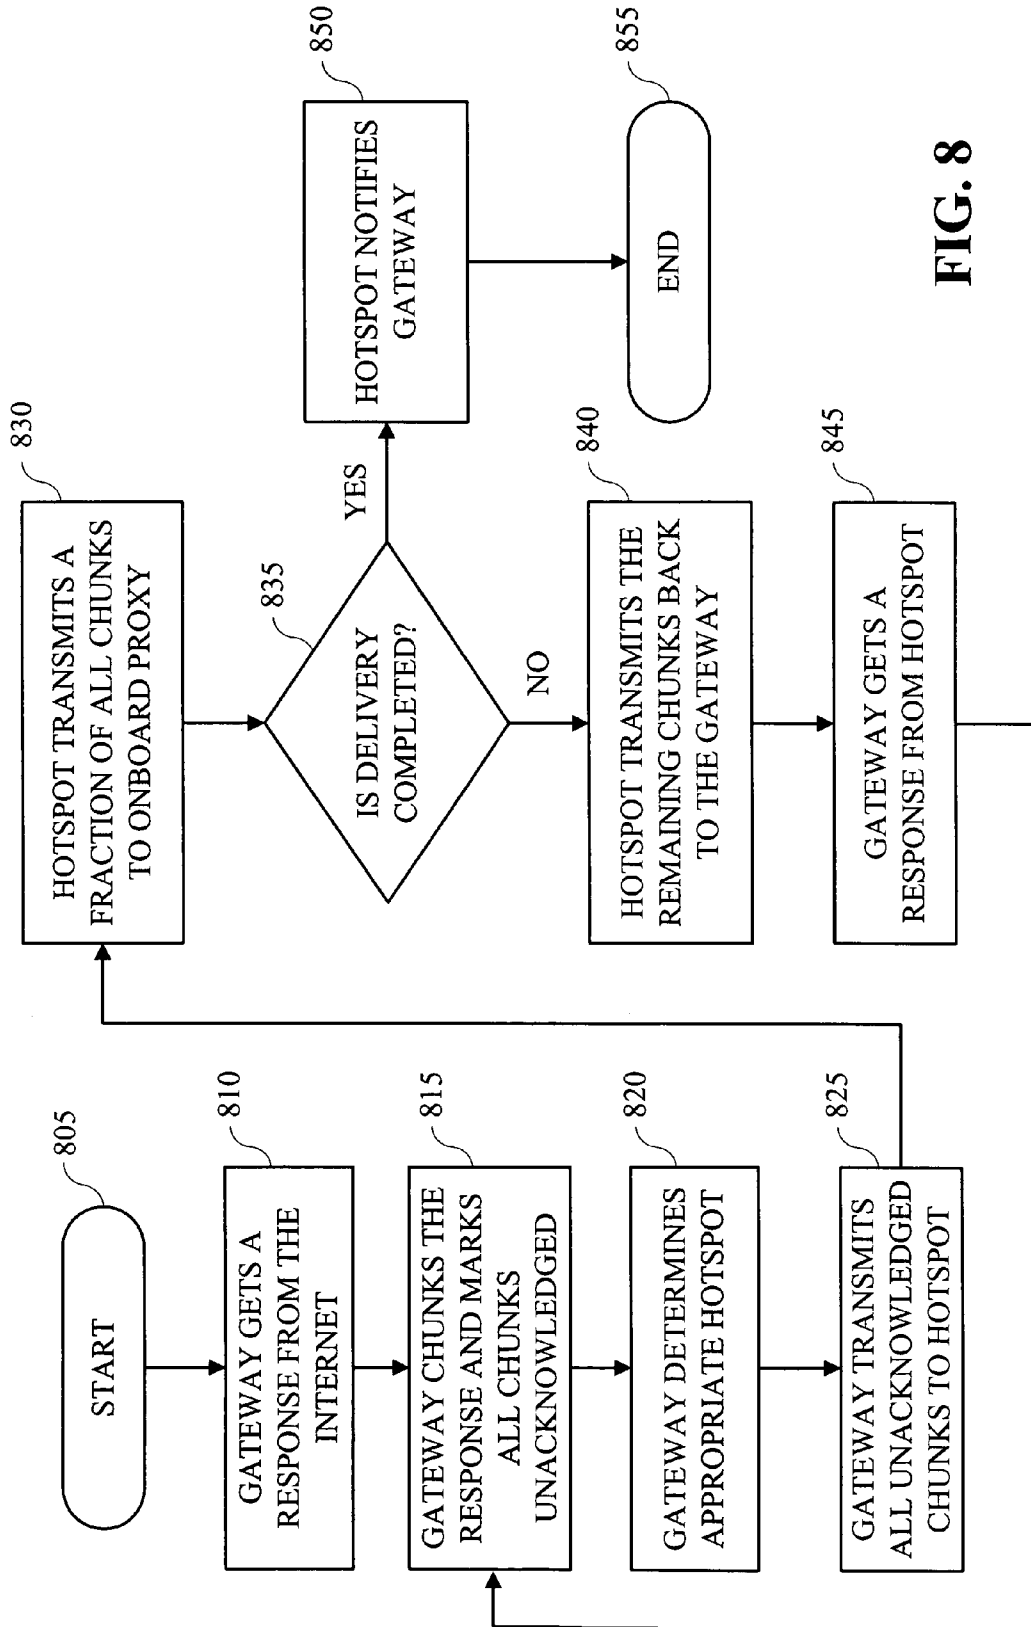 805
START
810
GATEWAY GETS A
RESPONSE FROM THE
INTERNET
815
GATEWAY CHUNKS THE
RESPONSE AND MARKS
ALL CHUNKS
UNACKNOWLEDGED
820
GATEWAY DETERMINES
APPROPRIATE HOTSPOT
825
GATEWAY TRANSMITS
ALL UNACKNOWLEDGED
CHUNKS TO HOTSPOT
830
HOTSPOT TRANSMITS A
FRACTION OF ALL CHUNKS
TO ONBOARD PROXY
835
IS DELIVERY
COMPLETED?
YES
NO
840
HOTSPOT TRANSMITS THE
REMAINING CHUNKS BACK
TO THE GATEWAY
845
GATEWAY GETS A
RESPONSE FROM HOTSPOT
850
HOTSPOT NOTIFIES
GATEWAY
855
END
FIG. 8